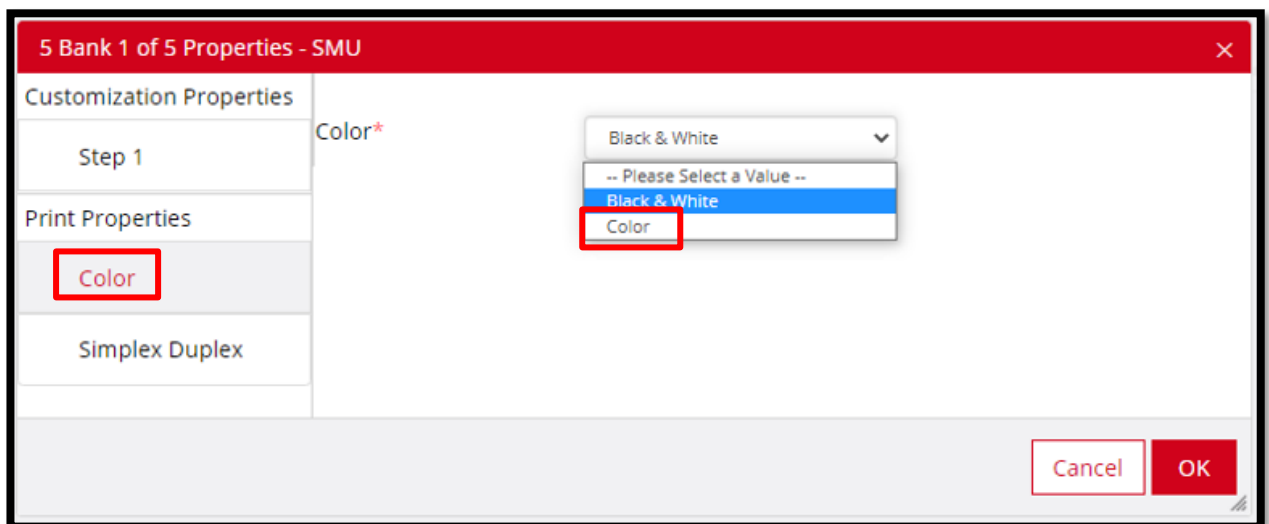 5 Bank 1 of 5 Properties - SMU
Customization Properties
Step 1
Print Properties
Color
Simplex Duplex
Color*
Black & White
-- Please Select a Value --
Black & White
Color
Cancel
OK